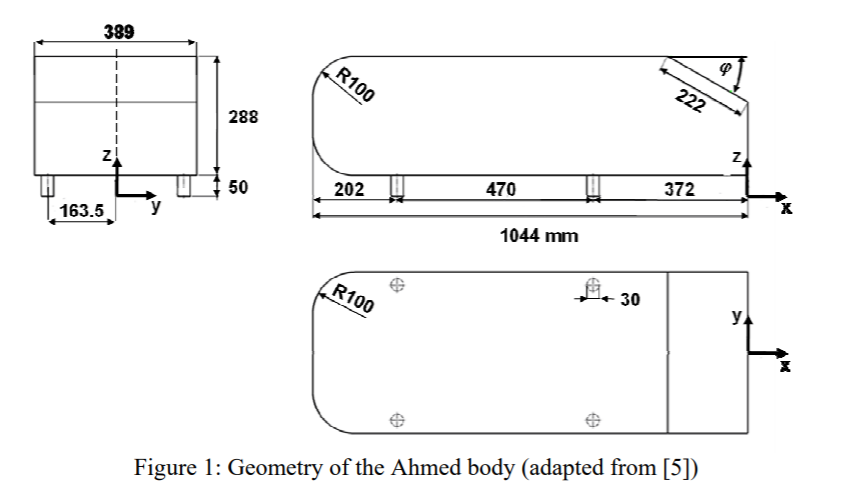 389
R100
φ
222
288
z
z
50
202
470
372
163.5
y
x
1044 mm
R100
30
y
x
Figure 1: Geometry of the Ahmed body (adapted from [5])